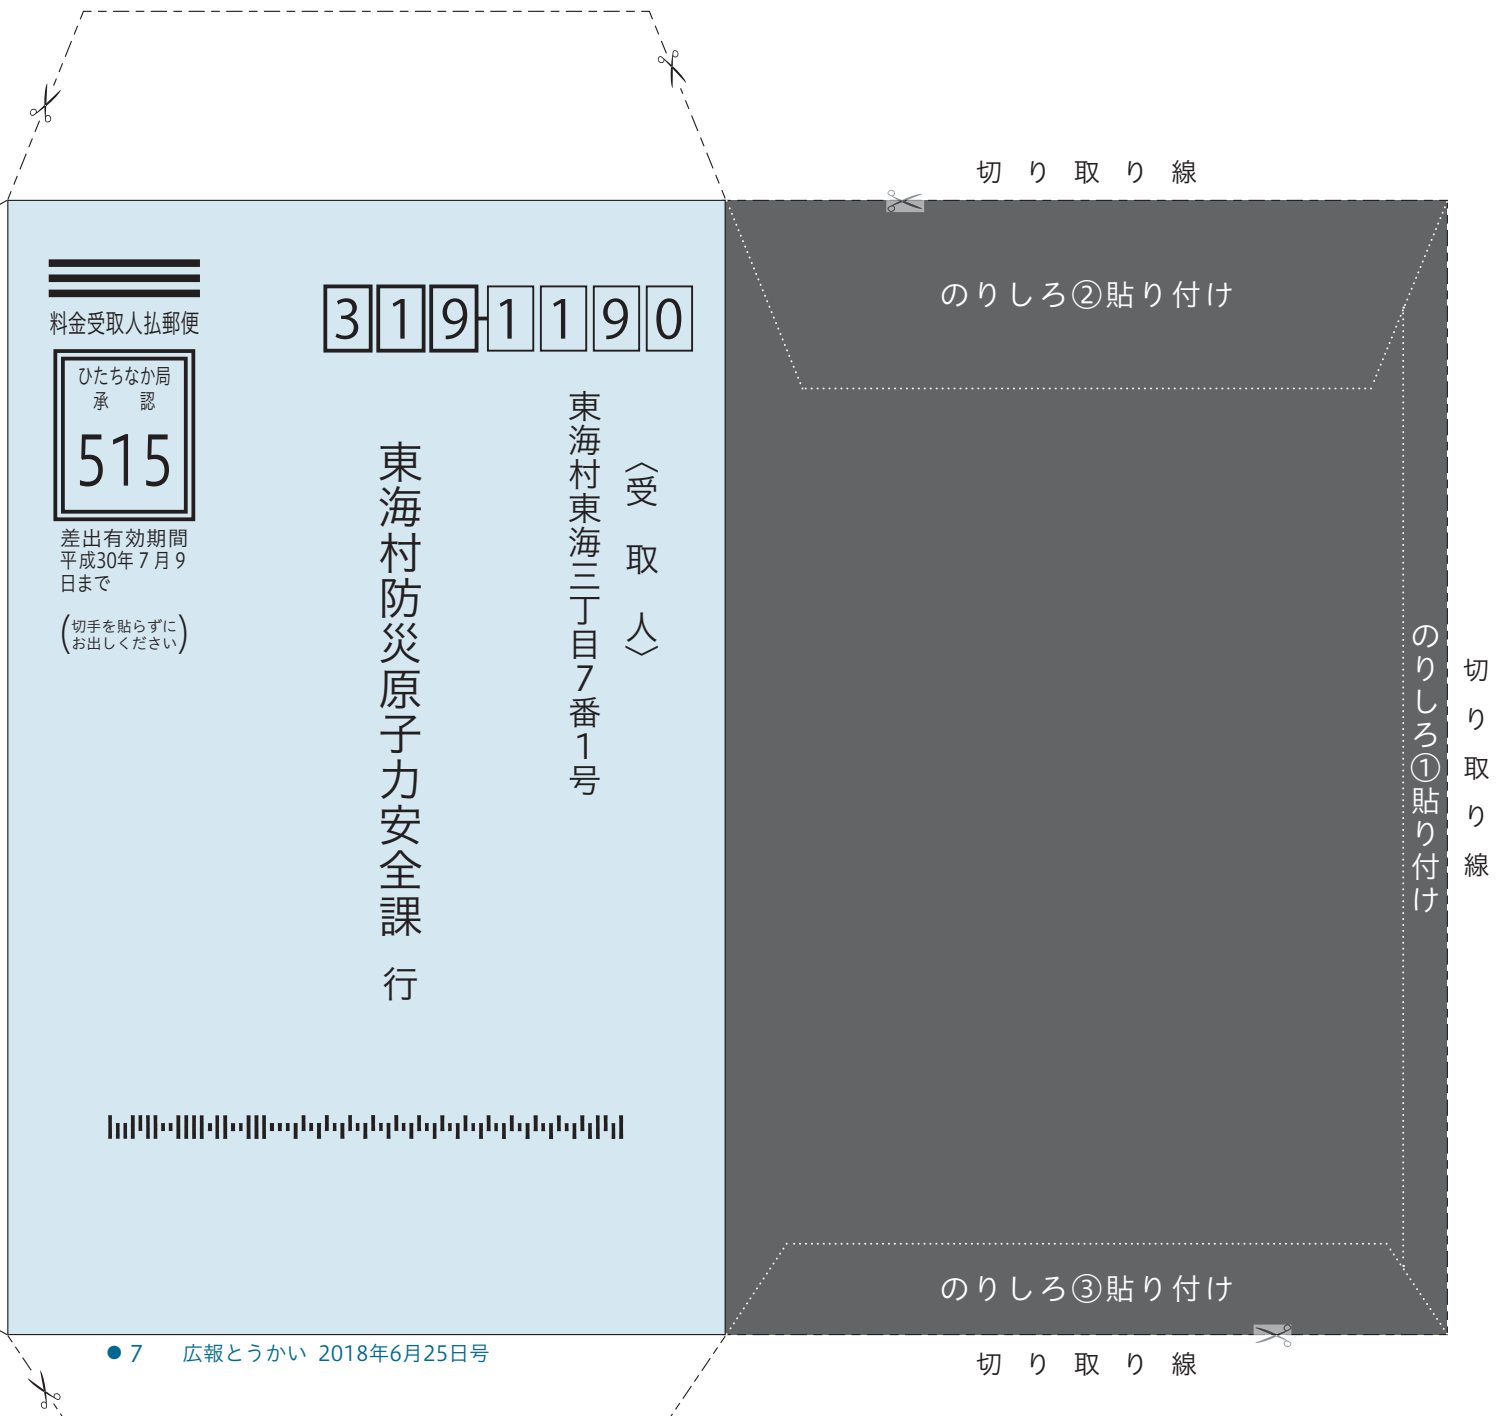 切り取り線
料金受取人払郵便
ひたちなか局
承 認
515
差出有効期間
平成30年7月9
日まで
(切手を貼らずに
お出しください)
319-1190
〈受取人〉
東海村東海三丁目7番1号
東海村防災原子力安全課 行
のりしろ②貼り付け
のりしろ①貼り付け
切り取り線
のりしろ③貼り付け
切り取り線
● 7 広報とうかい 2018年6月25日号